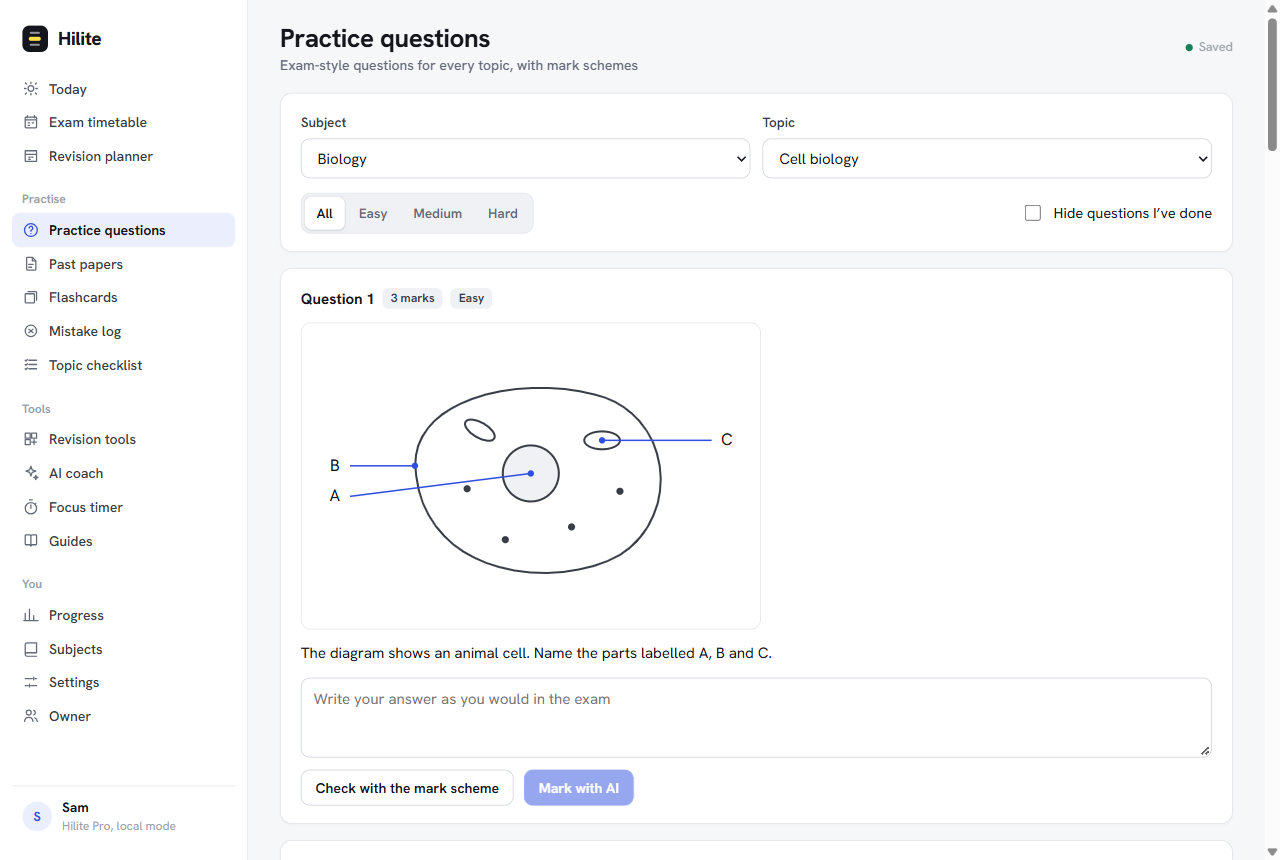 Hilite
Today
Exam timetable
Revision planner
Practise
Practice questions
Past papers
Flashcards
Mistake log
Topic checklist
Tools
Revision tools
AI coach
Focus timer
Guides
You
Progress
Subjects
Settings
Owner
S
Sam
Hilite Pro, local mode
Practice questions
Exam-style questions for every topic, with mark schemes
Saved
Subject
Topic
Biology
Cell biology
All Easy Medium Hard
Hide questions I’ve done
Question 1 3 marks Easy
C
B
A
The diagram shows an animal cell. Name the parts labelled A, B and C.
Write your answer as you would in the exam
Check with the mark scheme
Mark with AI